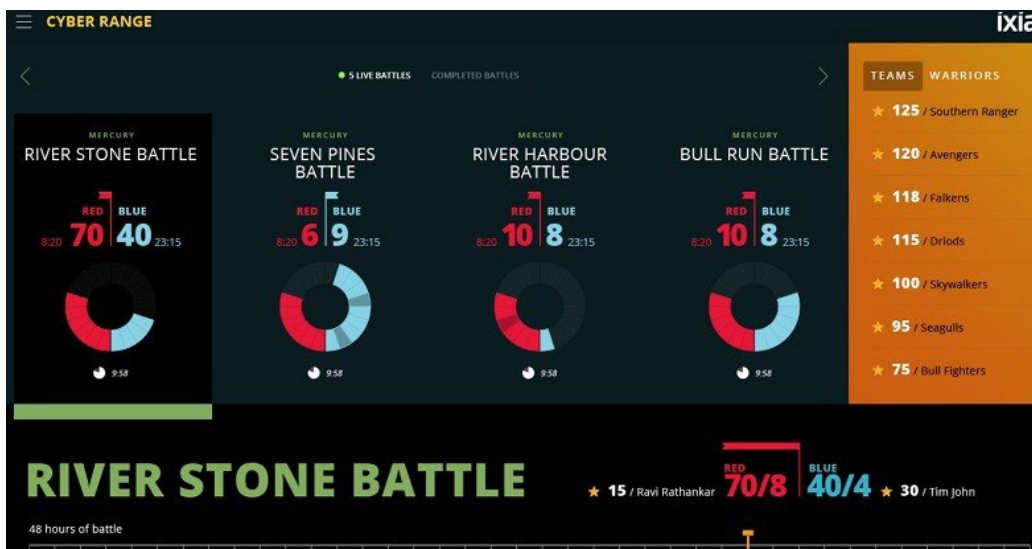 CYBER RANGE
ixia
5 LIVE BATTLES COMPLETED BATTLES
TEAMS WARRIORS
MERCURY
RIVER STONE BATTLE
RED BLUE
8:20 70 40 23:15
9:58
MERCURY
SEVEN PINES
BATTLE
RED BLUE
8:20 6 9 23:15
9:58
MERCURY
RIVER HARBOUR
BATTLE
RED BLUE
8:20 10 8 23:15
9:58
MERCURY
BULL RUN BATTLE
RED BLUE
8:20 10 8 23:15
9:58
125 / Southern Ranger
120 / Avengers
118 / Falkens
115 / Driods
100 / Skywalkers
95 / Seagulls
75 / Bull Fighters
RIVER STONE BATTLE
15 / Ravi Rathankar
RED BLUE
70/8 40/4
30 / Tim John
48 hours of battle